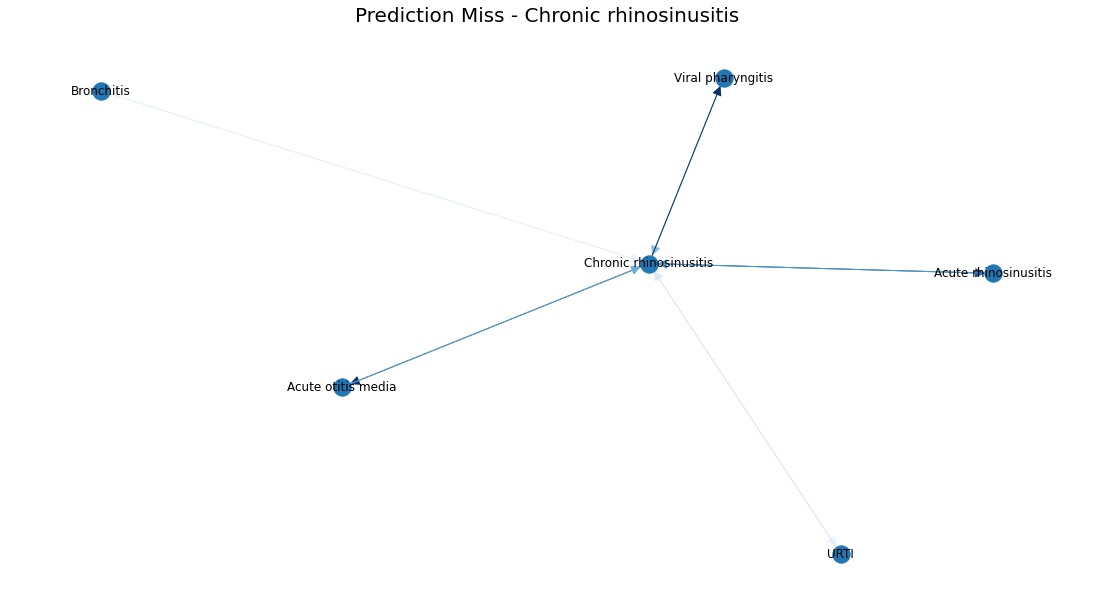 Prediction Miss - Chronic rhinosinusitis
Viral pharyngitis
Bronchitis
Chronic rhinosinusitis
Acute rhinosinusitis
Acute otitis media
URTI